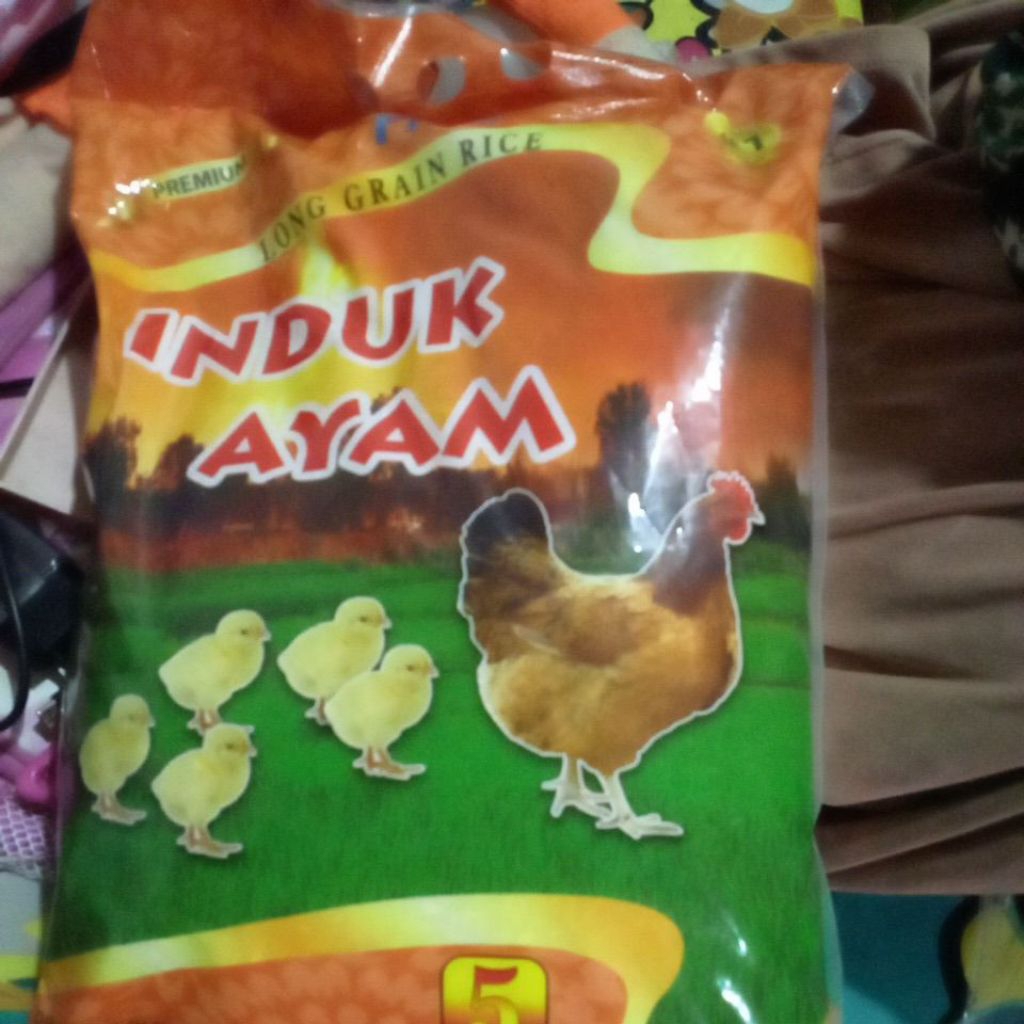 PREMIUM
LONG GRAIN RICE
INDUK
AYAM
5